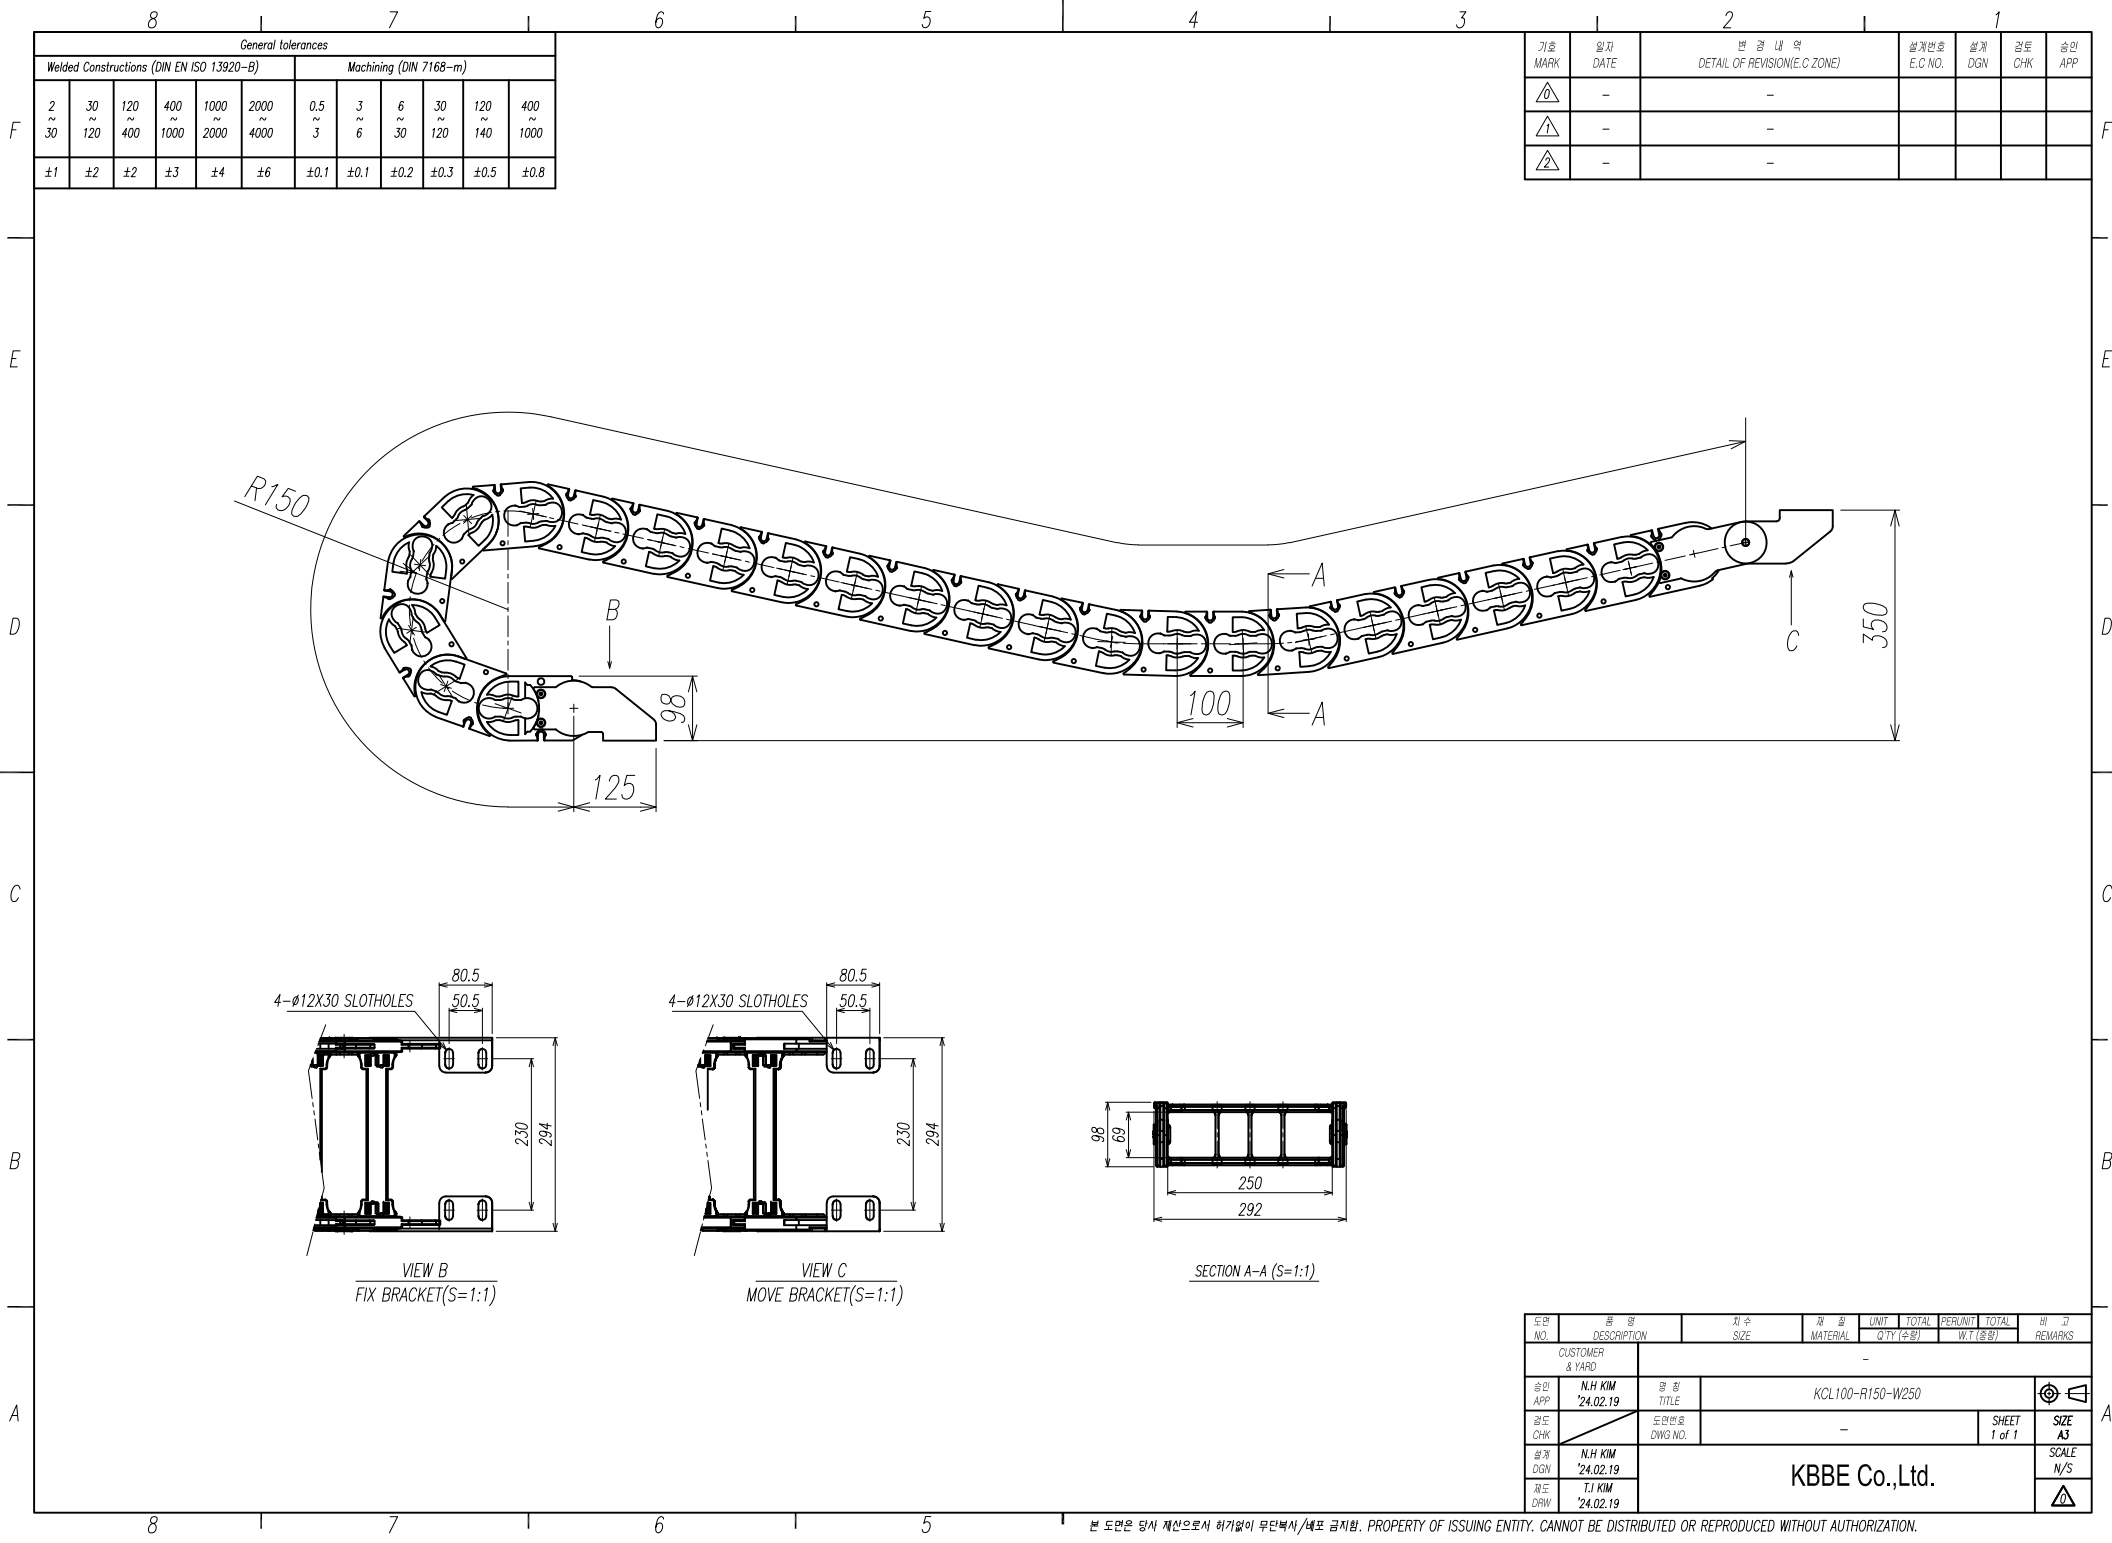 8 7 6 5 4 3 2 1
General tolerances
Welded Constructions (DIN EN ISO 13920-B) Machining (DIN 7168-m)
2 30 120 400 1000 2000 0.5 3 6 30 120 400
~ ~ ~ ~ ~ ~ ~ ~ ~ ~ ~ ~
30 120 400 1000 2000 4000 3 6 30 120 140 1000
±1 ±2 ±2 ±3 ±4 ±6 ±0.1 ±0.1 ±0.2 ±0.3 ±0.5 ±0.8
기호 일자 변 경 내 역 설계번호 설계 검토 승인
MARK DATE DETAIL OF REVISION(E.C ZONE) E.C NO. DGN CHK APP
0 - -
1 - -
2 - -
F F
E E
D D
C C
B B
A A
R150
B
98
125
100
A
A
C
350
80.5
50.5
4-ø12X30 SLOTHOLES
230
294
VIEW B
FIX BRACKET(S=1:1)
80.5
50.5
4-ø12X30 SLOTHOLES
230
294
VIEW C
MOVE BRACKET(S=1:1)
98
69
250
292
SECTION A-A (S=1:1)
도면 품 명 치 수 재 질 UNIT TOTAL PERUNIT TOTAL 비 고
NO. DESCRIPTION SIZE MATERIAL Q'TY (수량) W.T (중량) REMARKS
CUSTOMER
& YARD
-
승인 N.H KIM 명 칭
APP '24.02.19 TITLE
KCL100-R150-W250
검도 도면번호 SHEET SIZE
CHK DWG NO. - 1 of 1 A3
설계 N.H KIM SCALE
DGN '24.02.19 N/S
KBBE Co.,Ltd.
제도 T.I KIM
DRW '24.02.19
0
8 7 6 5
본 도면은 당사 재산으로서 허가없이 무단복사/배포 금지함. PROPERTY OF ISSUING ENTITY. CANNOT BE DISTRIBUTED OR REPRODUCED WITHOUT AUTHORIZATION.